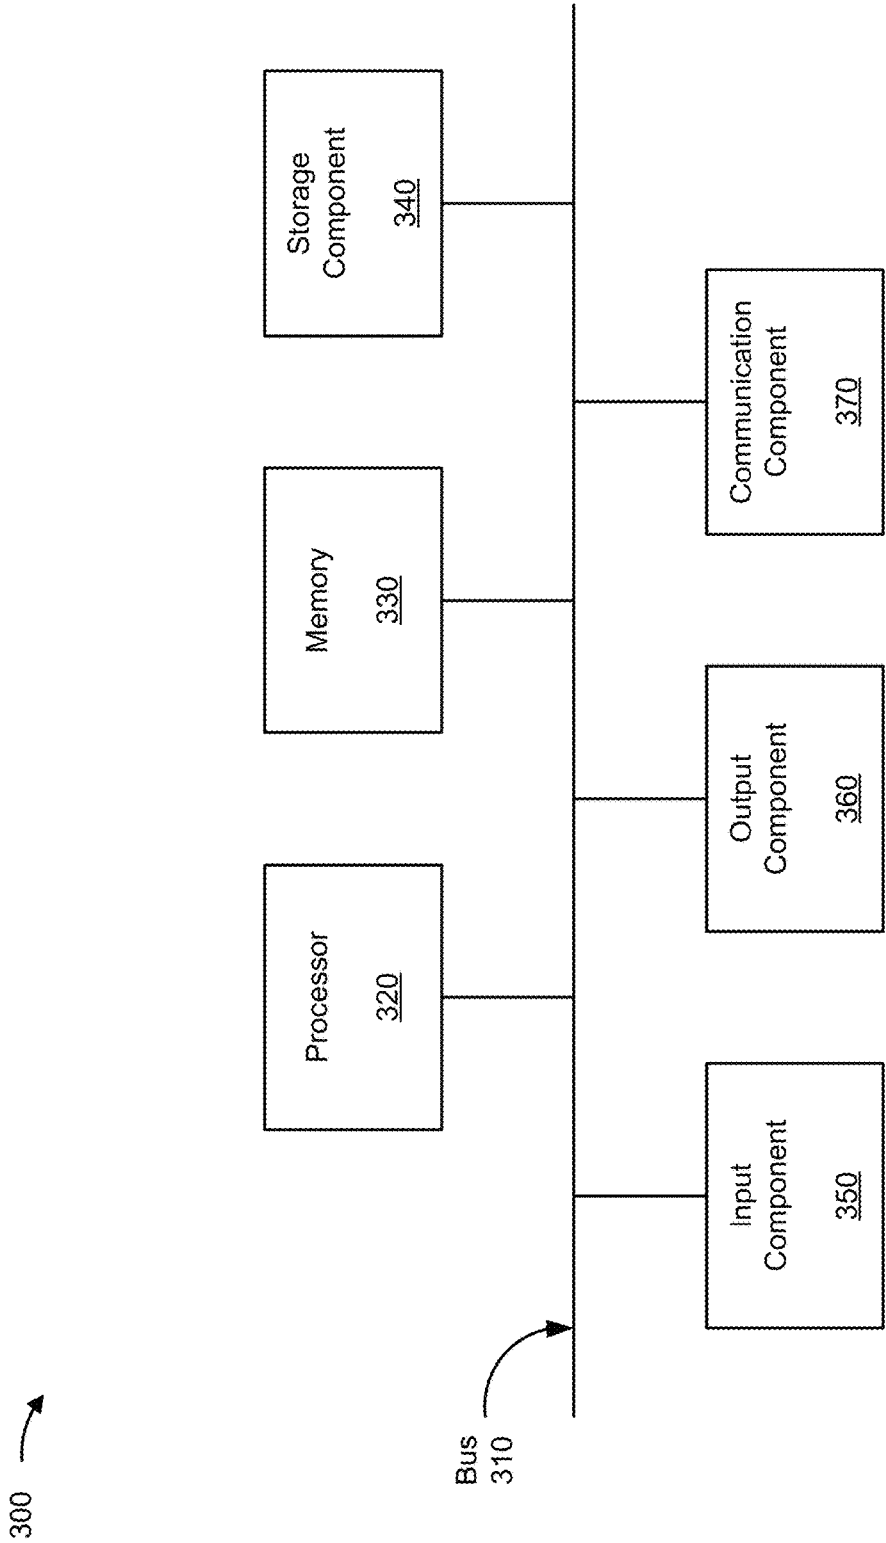 300
Bus
310
Processor
320
Memory
330
Storage
Component
340
Input
Component
350
Output
Component
360
Communication
Component
370